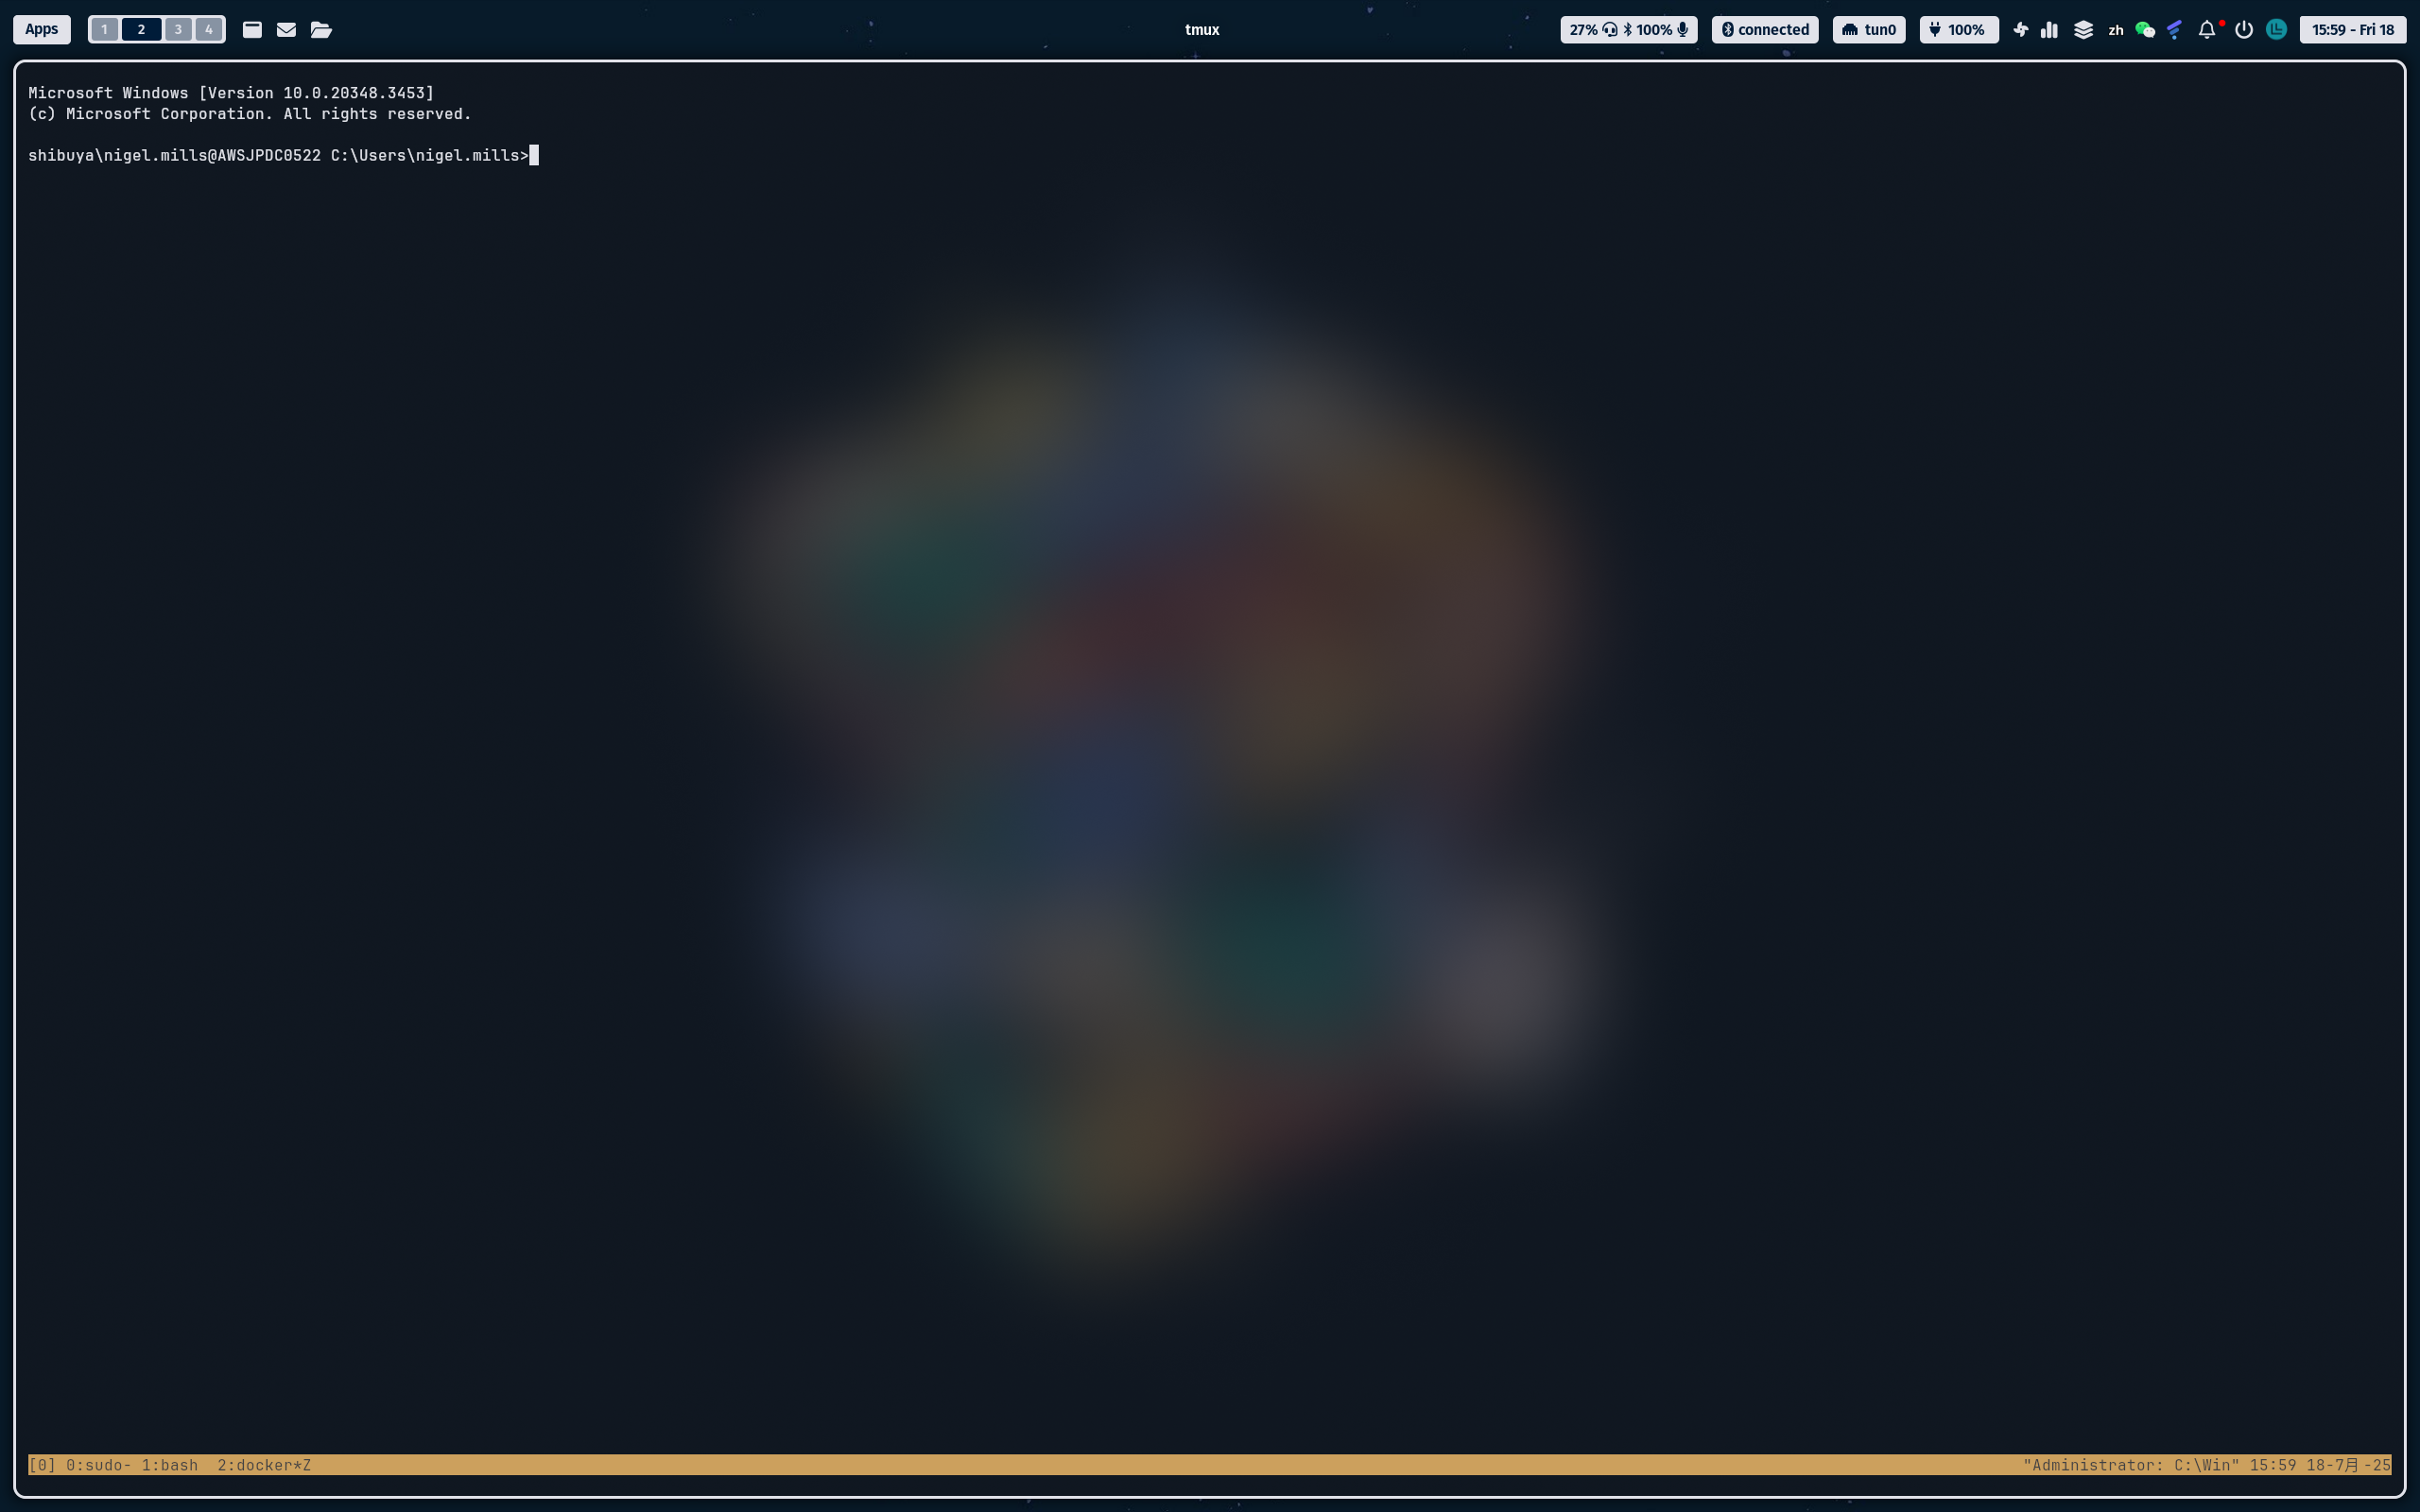 Apps 1 2 3 4 tmux 27% 100% connected tun0 100% zh 15:59 - Fri 18
Microsoft Windows [Version 10.0.20348.3453]
(c) Microsoft Corporation. All rights reserved.
shibuya\nigel.mills@AWSJPDC0522 C:\Users\nigel.mills>
[0] 0:sudo- 1:bash  2:docker*Z "Administrator: C:\Win" 15:59 18-7月-25